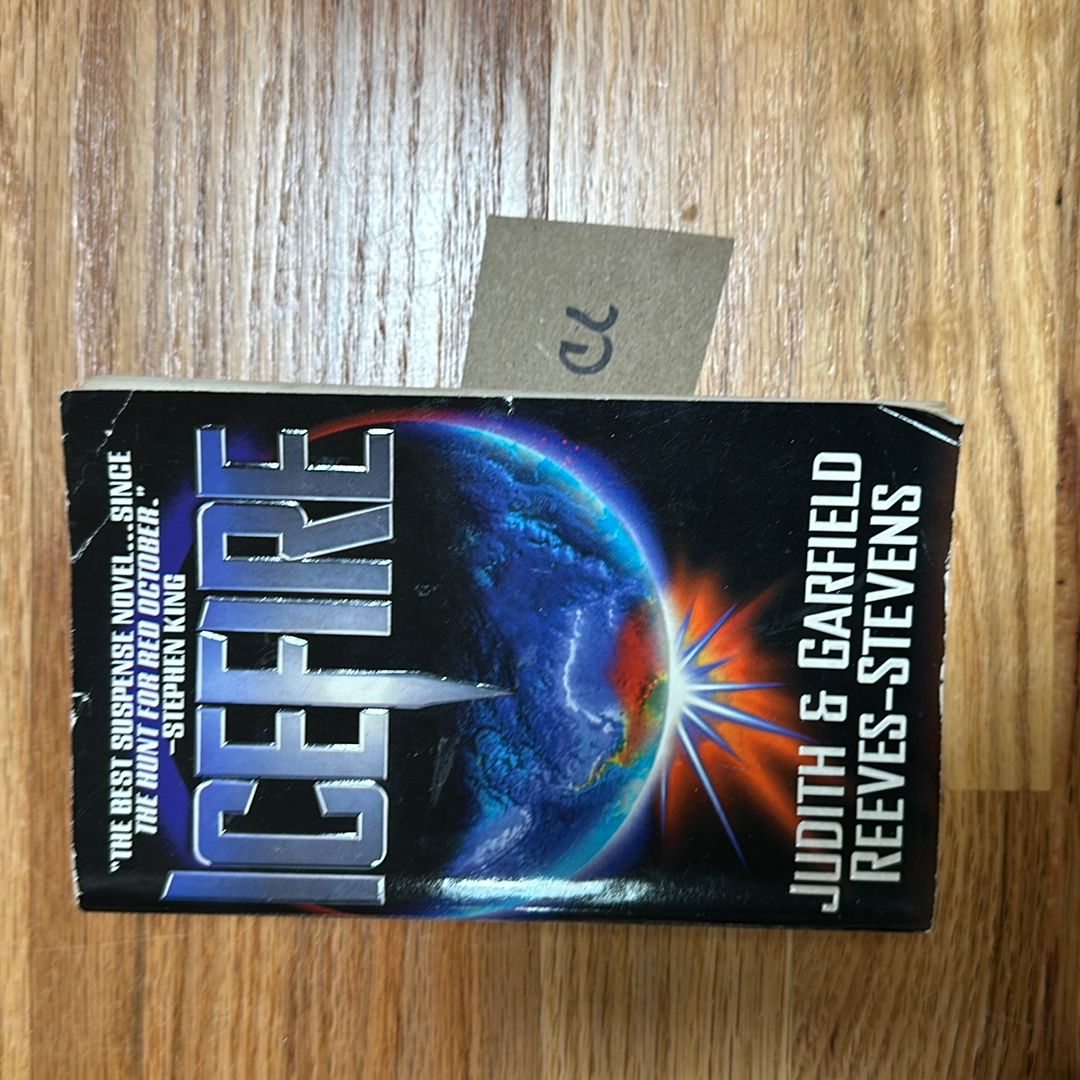 "THE BEST SUSPENSE NOVEL...SINCE
THE HUNT FOR RED OCTOBER."
–STEPHEN KING
ICEFIRE
JUDITH & GARFIELD
REEVES–STEVENS